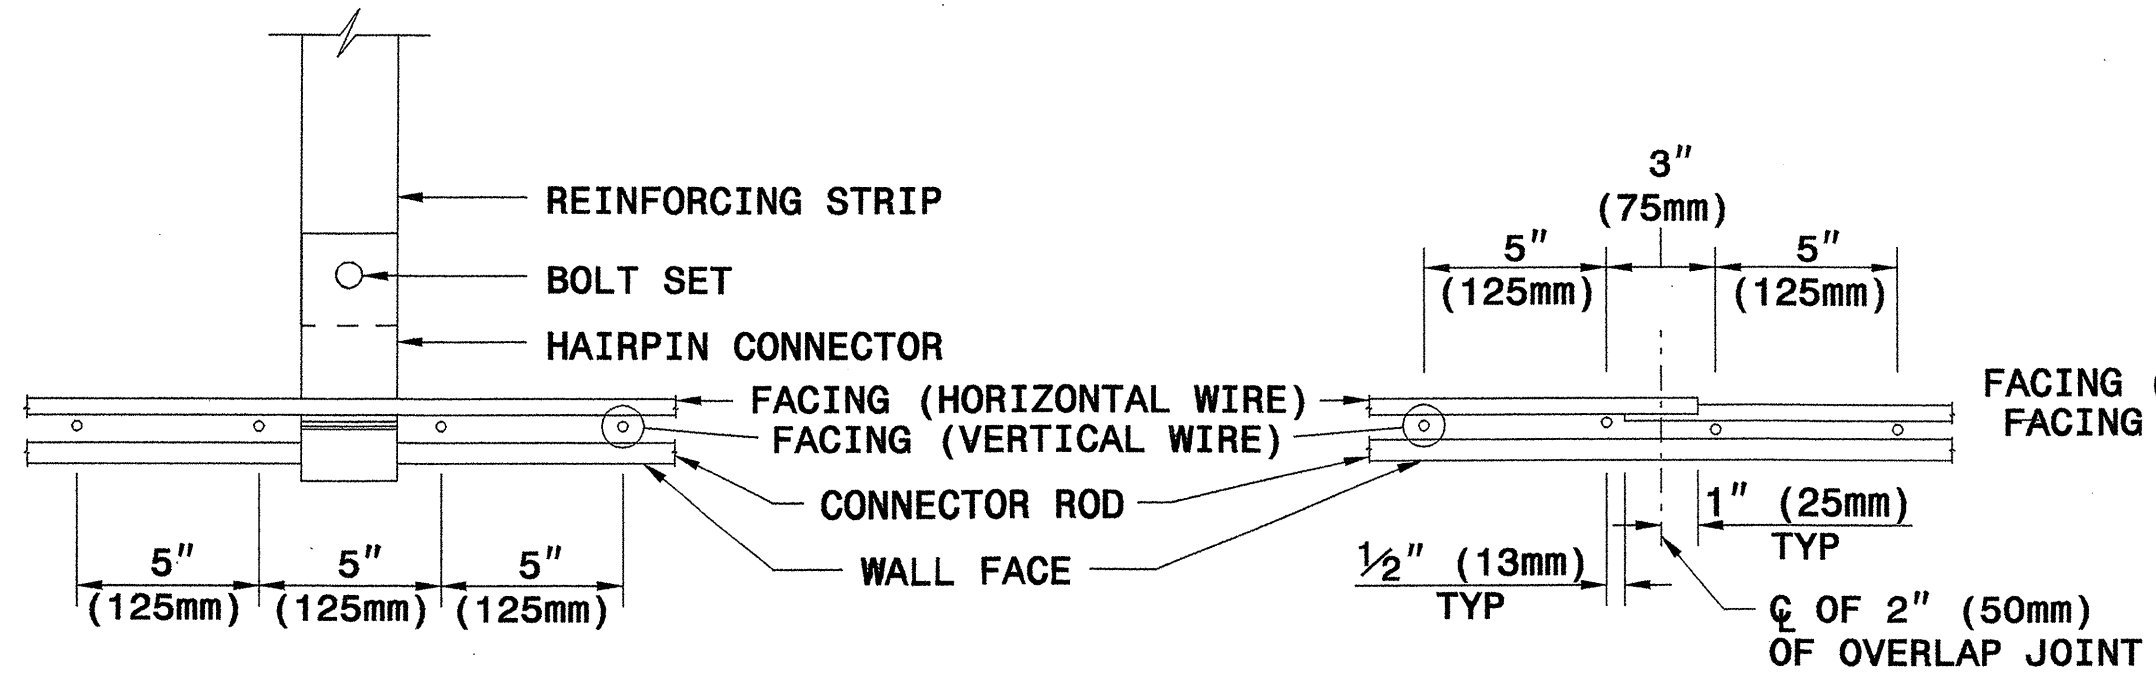 REINFORCING STRIP
BOLT SET
HAIRPIN CONNECTOR
FACING (HORIZONTAL WIRE)
FACING (VERTICAL WIRE)
CONNECTOR ROD
WALL FACE
5" 5" 5"
(125mm) (125mm) (125mm)
3"
(75mm)
5" 5"
(125mm) (125mm)
FACING (
FACING
1" (25mm)
TYP
½" (13mm)
TYP
℄ OF 2" (50mm)
OF OVERLAP JOINT